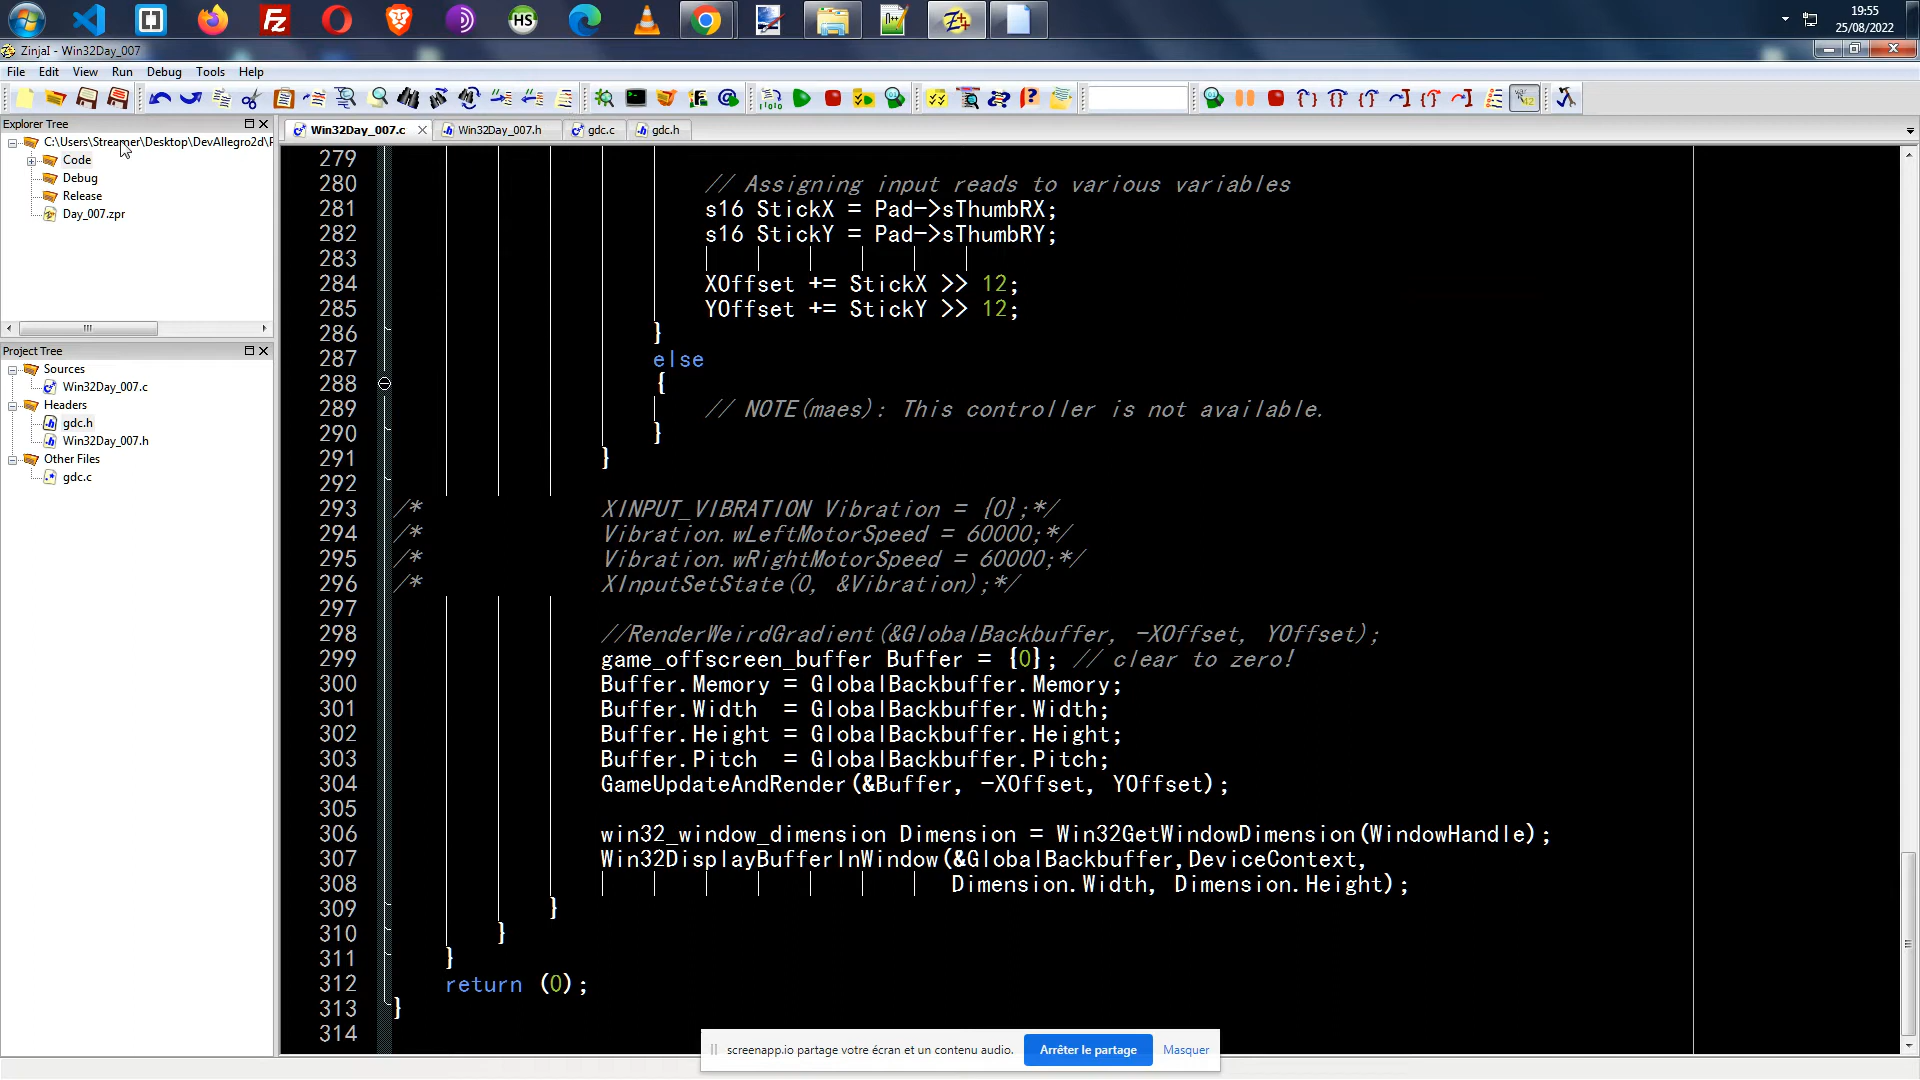 HS
19:55
25/08/2022
ZinjaI - Win32Day_007
File Edit View Run Debug Tools Help
Explorer Tree
C:\Users\Streamer\Desktop\DevAllegro2d\F
Code
Debug
Release
Day_007.zpr
Project Tree
Sources
Win32Day_007.c
Headers
gdc.h
Win32Day_007.h
Other Files
gdc.c
Win32Day_007.c Win32Day_007.h gdc.c gdc.h
279
280 // Assigning input reads to various variables
281 s16 StickX = Pad->sThumbRX;
282 s16 StickY = Pad->sThumbRY;
283
284 XOffset += StickX >> 12;
285 YOffset += StickY >> 12;
286 }
287 else
288 {
289 // NOTE(maes): This controller is not available.
290 }
291 }
292
293 /* XINPUT_VIBRATION Vibration = {0};*/
294 /* Vibration.wLeftMotorSpeed = 60000;*/
295 /* Vibration.wRightMotorSpeed = 60000;*/
296 /* XInputSetState(0, &Vibration);*/
297
298 //RenderWeirdGradient(&GlobalBackbuffer, -XOffset, YOffset);
299 game_offscreen_buffer Buffer = {0}; // clear to zero!
300 Buffer.Memory = GlobalBackbuffer.Memory;
301 Buffer.Width = GlobalBackbuffer.Width;
302 Buffer.Height = GlobalBackbuffer.Height;
303 Buffer.Pitch = GlobalBackbuffer.Pitch;
304 GameUpdateAndRender(&Buffer, -XOffset, YOffset);
305
306 win32_window_dimension Dimension = Win32GetWindowDimension(WindowHandle);
307 Win32DisplayBufferInWindow(&GlobalBackbuffer,DeviceContext,
308 Dimension.Width, Dimension.Height);
309 }
310 }
311 }
312 return (0);
313 }
314
screenapp.io partage votre écran et un contenu audio. Arrêter le partage Masquer